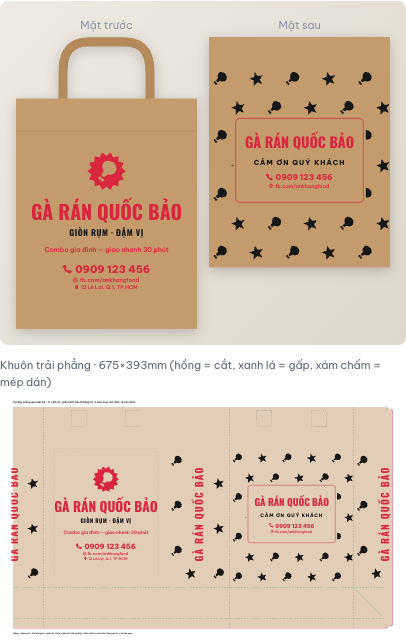 Mặt trước
Mặt sau
GÀ RÁN QUỐC BẢO
GIÒN RỤM · ĐẬM VỊ
Combo gia đình – giao nhanh 30 phút
0909 123 456
fb.com/ankhangfood
12 Lê Lợi, Q.1, TP.HCM
GÀ RÁN QUỐC BẢO
CẢM ƠN QUÝ KHÁCH
0909 123 456
fb.com/ankhangfood
Khuôn trải phẳng · 675×393mm (hồng = cắt, xanh lá = gấp, xám chấm =
mép dán)
GÀ RÁN QUỐC BẢO
GÀ RÁN QUỐC BẢO
GIÒN RỤM · ĐẬM VỊ
Combo gia đình – giao nhanh 30 phút
0909 123 456
fb.com/ankhangfood
12 Lê Lợi, Q.1, TP.HCM
GÀ RÁN QUỐC BẢO
GÀ RÁN QUỐC BẢO
CẢM ƠN QUÝ KHÁCH
0909 123 456
fb.com/ankhangfood
GÀ RÁN QUỐC BẢO